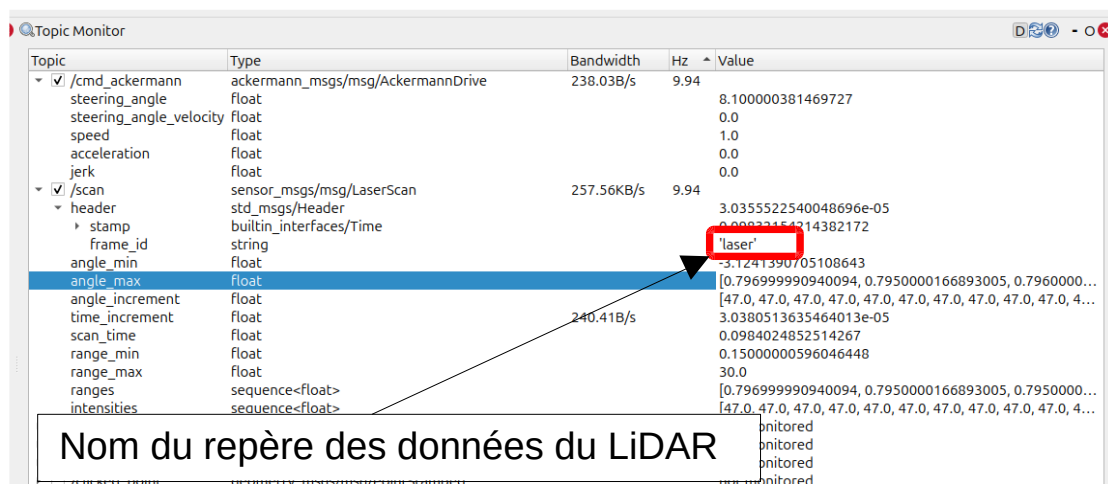 Topic Monitor D - O
Topic Type Bandwidth Hz Value
/cmd_ackermann ackermann_msgs/msg/AckermannDrive 238.03B/s 9.94
steering_angle float 8.100000381469727
steering_angle_velocity float 0.0
speed float 1.0
acceleration float 0.0
jerk float 0.0
/scan sensor_msgs/msg/LaserScan 257.56KB/s 9.94
header std_msgs/Header 3.0355522540048696e-05
stamp builtin_interfaces/Time
frame_id string 'laser'
angle_min float -3.1241390705108643
angle_max float [0.796999990940094, 0.7950000166893005, 0.7960000...
angle_increment float [47.0, 47.0, 47.0, 47.0, 47.0, 47.0, 47.0, 47.0, 47.0, 4...
time_increment float 240.41B/s 3.0380513635464013e-05
scan_time float 0.0984024852514267
range_min float 0.15000000596046448
range_max float 30.0
ranges sequence<float> [0.796999990940094, 0.7950000166893005, 0.7950000...
intensities sequence<float> [47.0, 47.0, 47.0, 47.0, 47.0, 47.0, 47.0, 47.0, 47.0, 4...
Nom du repère des données du LiDAR